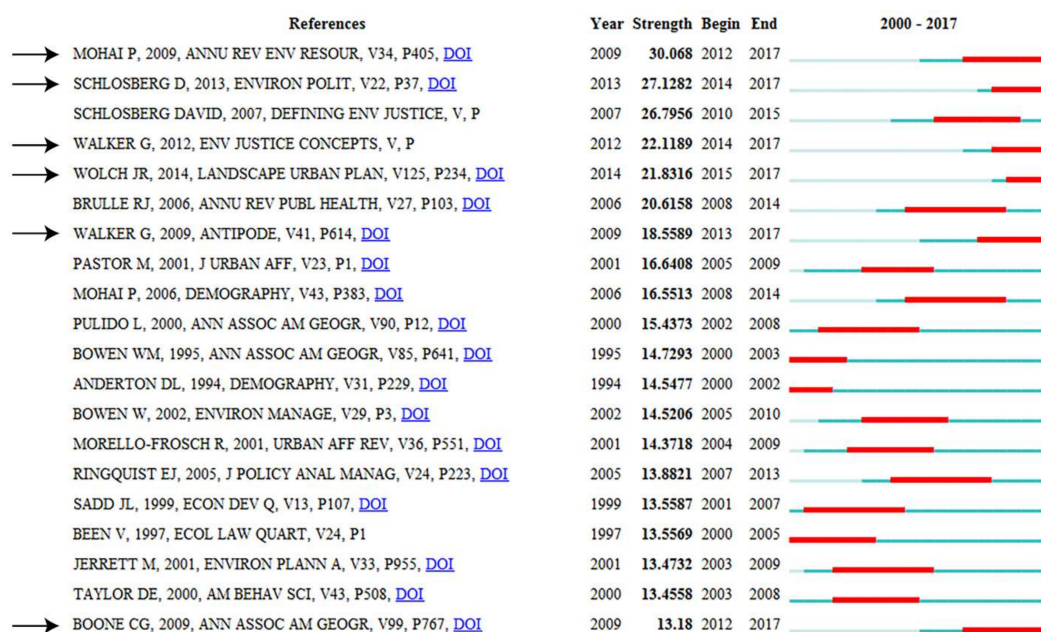 References Year Strength Begin End 2000 - 2017
MOHAI P, 2009, ANNU REV ENV RESOUR, V34, P405, DOI 2009 30.068 2012 2017
SCHLOSBERG D, 2013, ENVIRON POLIT, V22, P37, DOI 2013 27.1282 2014 2017
SCHLOSBERG DAVID, 2007, DEFINING ENV JUSTICE, V, P 2007 26.7956 2010 2015
WALKER G, 2012, ENV JUSTICE CONCEPTS, V, P 2012 22.1189 2014 2017
WOLCH JR, 2014, LANDSCAPE URBAN PLAN, V125, P234, DOI 2014 21.8316 2015 2017
BRULLE RJ, 2006, ANNU REV PUBL HEALTH, V27, P103, DOI 2006 20.6158 2008 2014
WALKER G, 2009, ANTIPODE, V41, P614, DOI 2009 18.5589 2013 2017
PASTOR M, 2001, J URBAN AFF, V23, P1, DOI 2001 16.6408 2005 2009
MOHAI P, 2006, DEMOGRAPHY, V43, P383, DOI 2006 16.5513 2008 2014
PULIDO L, 2000, ANN ASSOC AM GEOGR, V90, P12, DOI 2000 15.4373 2002 2008
BOWEN WM, 1995, ANN ASSOC AM GEOGR, V85, P641, DOI 1995 14.7293 2000 2003
ANDERTON DL, 1994, DEMOGRAPHY, V31, P229, DOI 1994 14.5477 2000 2002
BOWEN W, 2002, ENVIRON MANAGE, V29, P3, DOI 2002 14.5206 2005 2010
MORELLO-FROSCH R, 2001, URBAN AFF REV, V36, P551, DOI 2001 14.3718 2004 2009
RINGQUIST EJ, 2005, J POLICY ANAL MANAG, V24, P223, DOI 2005 13.8821 2007 2013
SADD JL, 1999, ECON DEV Q, V13, P107, DOI 1999 13.5587 2001 2007
BEEN V, 1997, ECOL LAW QUART, V24, P1 1997 13.5569 2000 2005
JERRETT M, 2001, ENVIRON PLANN A, V33, P955, DOI 2001 13.4732 2003 2009
TAYLOR DE, 2000, AM BEHAV SCI, V43, P508, DOI 2000 13.4558 2003 2008
BOONE CG, 2009, ANN ASSOC AM GEOGR, V99, P767, DOI 2009 13.18 2012 2017